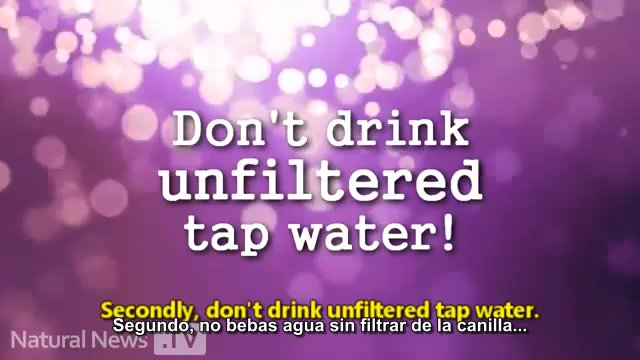 Don't drink
unfiltered
tap water!
Secondly, don't drink unfiltered tap water.
Segundo, no bebas agua sin filtrar de la canilla...
Natural News.TV